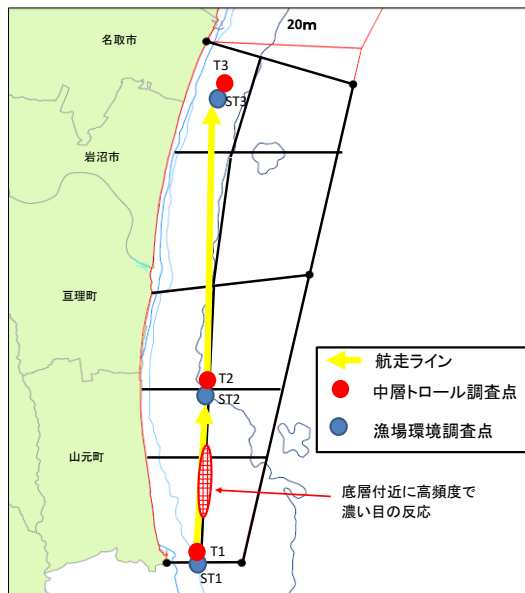 20m
名取市
T3
ST3
岩沼市
亘理町
航走ライン
中層トロール調査点
漁場環境調査点
T2
ST2
山元町
底層付近に高頻度で
濃い目の反応
T1
ST1